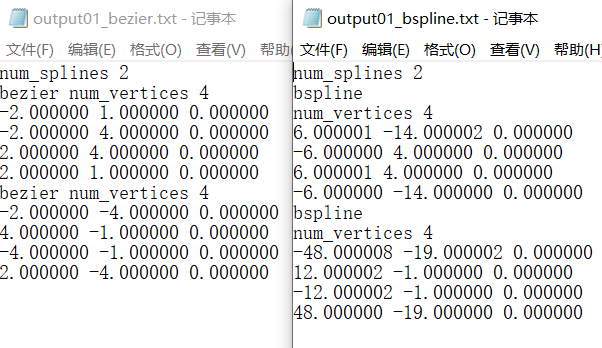 output01_bezier.txt - 记事本
文件(F) 编辑(E) 格式(O) 查看(V) 帮助
num_splines 2
bezier num_vertices 4
-2.000000 1.000000 0.000000
-2.000000 4.000000 0.000000
2.000000 4.000000 0.000000
2.000000 1.000000 0.000000
bezier num_vertices 4
-2.000000 -4.000000 0.000000
4.000000 -1.000000 0.000000
-4.000000 -1.000000 0.000000
2.000000 -4.000000 0.000000
output01_bspline.txt - 记事本
文件(F) 编辑(E) 格式(O) 查看(V) 帮助(H)
num_splines 2
bspline
num_vertices 4
6.000001 -14.000002 0.000000
-6.000000 4.000000 0.000000
6.000001 4.000000 0.000000
-6.000000 -14.000000 0.000000
bspline
num_vertices 4
-48.000008 -19.000002 0.000000
12.000002 -1.000000 0.000000
-12.000002 -1.000000 0.000000
48.000000 -19.000000 0.000000